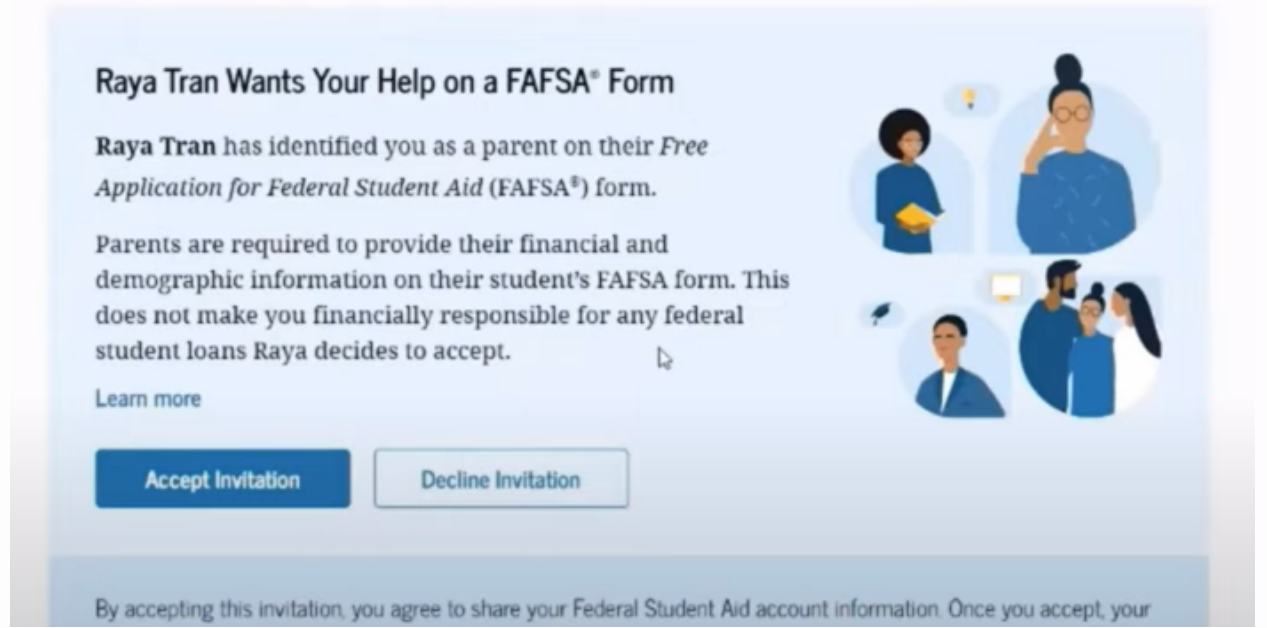 Raya Tran Wants Your Help on a FAFSA® Form
Raya Tran has identified you as a parent on their Free
Application for Federal Student Aid (FAFSA®) form.
Parents are required to provide their financial and
demographic information on their student's FAFSA form. This
does not make you financially responsible for any federal
student loans Raya decides to accept.
Learn more
Accept Invitation
Decline Invitation
By accepting this invitation, you agree to share your Federal Student Aid account information. Once you accept, your